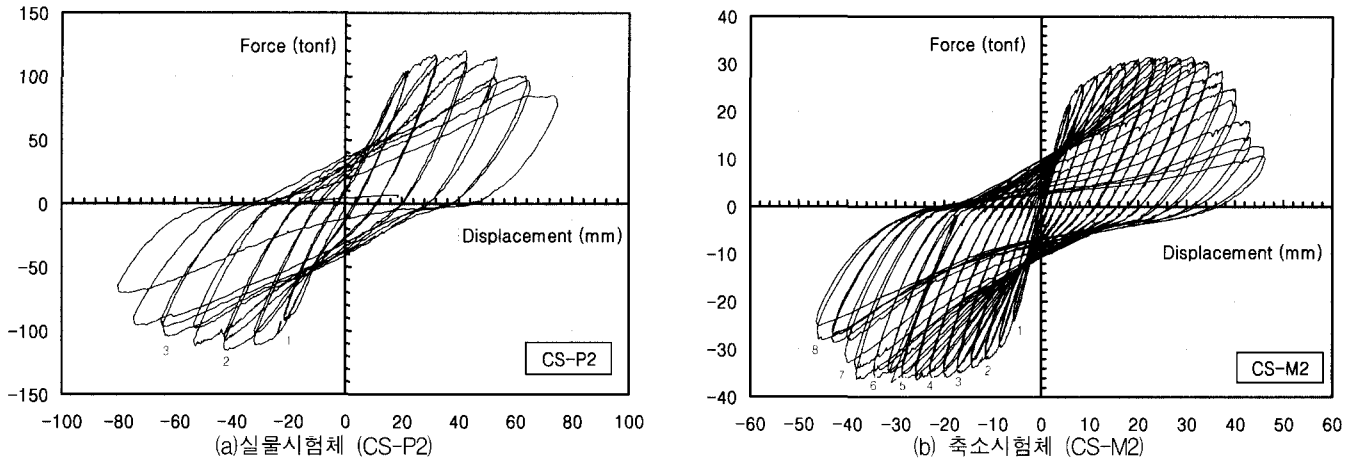 150
100
50
0
-50
-100
-150
Force (tonf)
Displacement (mm)
1
2
3
CS-P2
-100 -80 -60 -40 -20 0 20 40 60 80 100
(a)실물시험체 (CS-P2)
40
30
20
10
0
-10
-20
-30
-40
Force (tonf)
Displacement (mm)
1
2
3
4
5
6
7
8
CS-M2
-60 -50 -40 -30 -20 -10 0 10 20 30 40 50 60
(b) 축소시험체 (CS-M2)